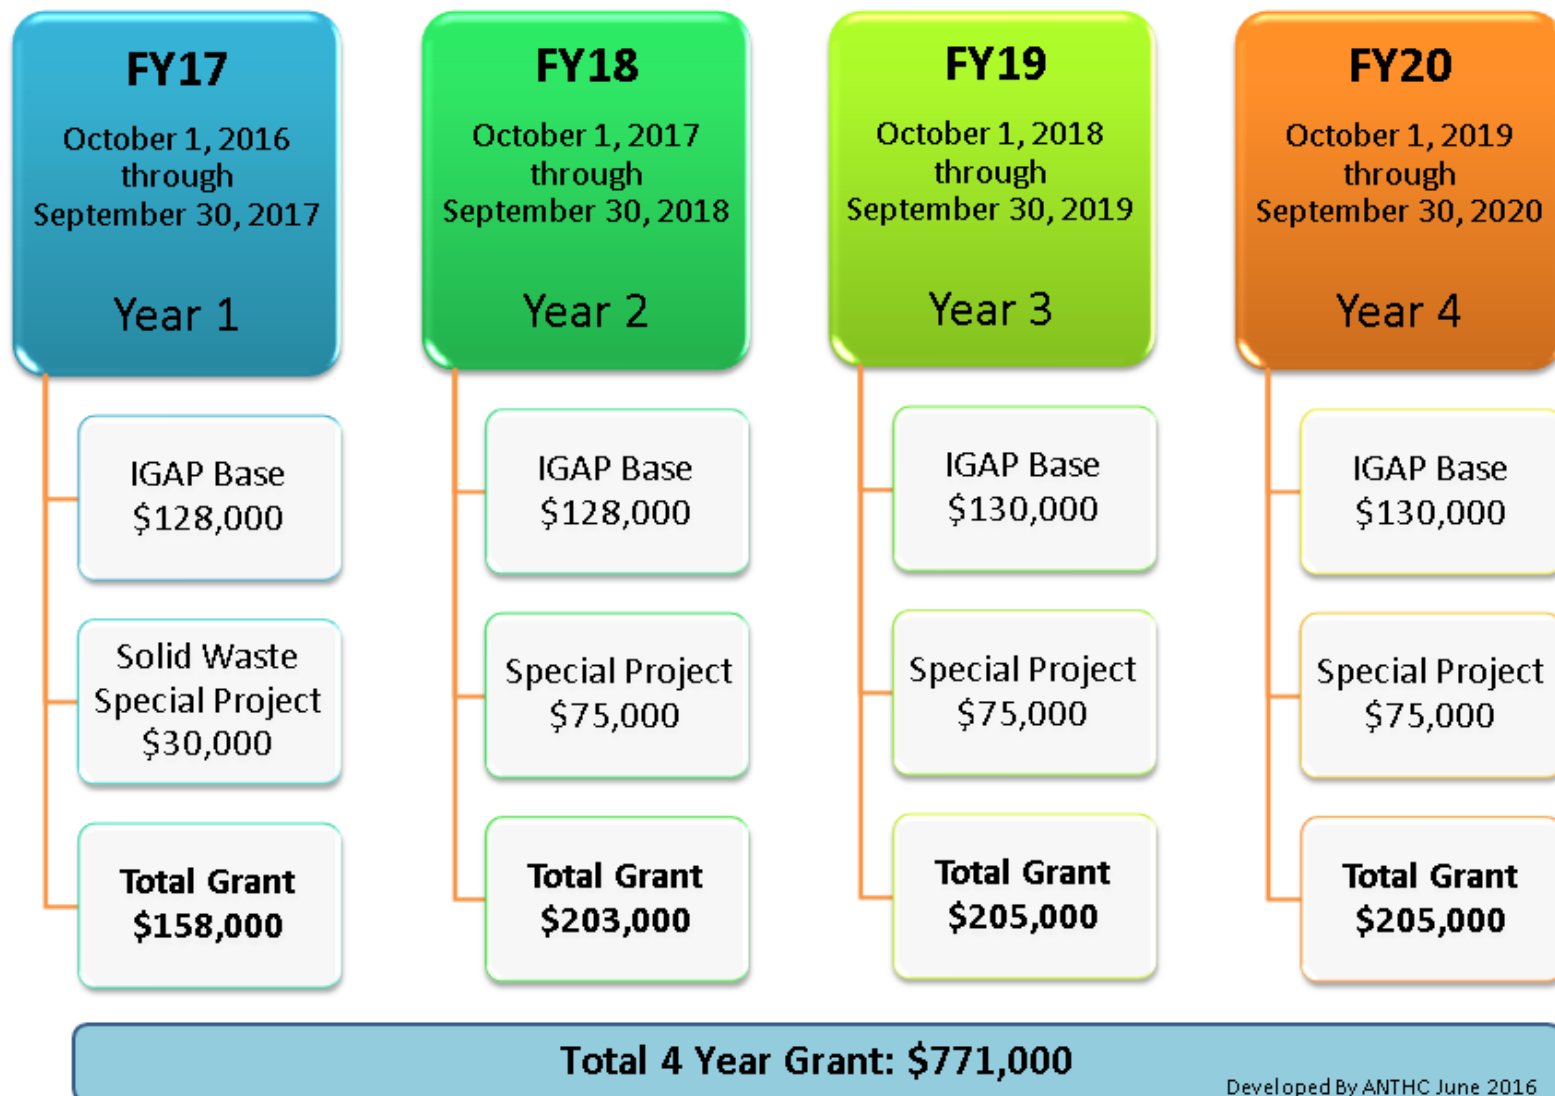 FY17
October 1, 2016
through
September 30, 2017
Year 1
IGAP Base
$128,000
Solid Waste
Special Project
$30,000
Total Grant
$158,000
FY18
October 1, 2017
through
September 30, 2018
Year 2
IGAP Base
$128,000
Special Project
$75,000
Total Grant
$203,000
FY19
October 1, 2018
through
September 30, 2019
Year 3
IGAP Base
$130,000
Special Project
$75,000
Total Grant
$205,000
FY20
October 1, 2019
through
September 30, 2020
Year 4
IGAP Base
$130,000
Special Project
$75,000
Total Grant
$205,000
Total 4 Year Grant: $771,000
Developed By ANTHC June 2016